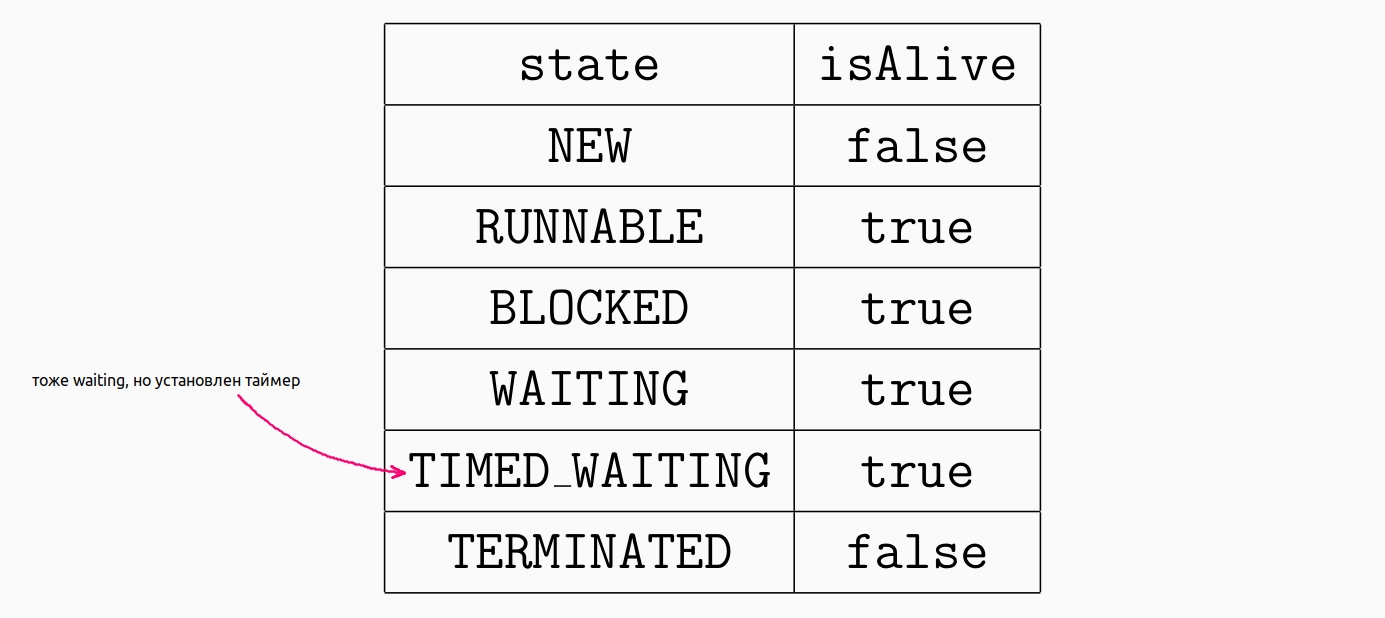 state isAlive
NEW false
RUNNABLE true
BLOCKED true
WAITING true
тоже waiting, но установлен таймер
TIMED_WAITING true
TERMINATED false